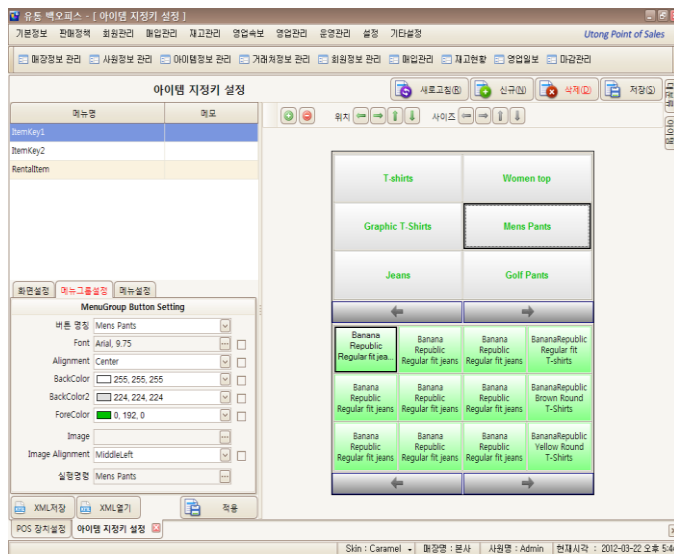 유통 백오피스 - [ 아이템 지정키 설정 ]
기본정보 판매정책 회원관리 매입관리 재고관리 영업속보 영업관리 운영관리 설정 기타설정 Utong Point of Sales
매장정보 관리 사원정보 관리 아이템정보 관리 거래처정보 관리 회원정보 관리 매입관리 재고현황 영업일보 마감관리
아이템 지정키 설정 새로고침(R) 신규(N) 삭제(D) 저장(S)
메뉴명 메모
위치 사이즈
ItemKey1
ItemKey2
RentalItem
T-shirts Women top
Graphic T-Shirts Mens Pants
Jeans Golf Pants
화면설정 메뉴그룹설정 메뉴설정
MenuGroup Button Setting
버튼 명칭 Mens Pants
Font Arial, 9.75
Alignment Center
BackColor 255, 255, 255
BackColor2 224, 224, 224
ForeColor 0, 192, 0
Image
Image Alignment MiddleLeft
실행명령 Mens Pants
Banana Republic Regular fit jea...
Banana Republic Regular fit jeans
Banana Republic Regular fit jeans
BananaRepublic Regular fit T-shirts
Banana Republic Regular fit jeans
Banana Republic Regular fit jeans
Banana Republic Regular fit jeans
BananaRepublic Brown Round T-Shirts
Banana Republic Regular fit jeans
Banana Republic Regular fit jeans
Banana Republic Regular fit jeans
BananaRepublic Yellow Round T-Shirts
XML저장 XML열기 적용
POS 장치설정 아이템 지정키 설정
Skin : Caramel 매장명 : 본사 사원명 : Admin 현재시각 : 2012-03-22 오후 5:4